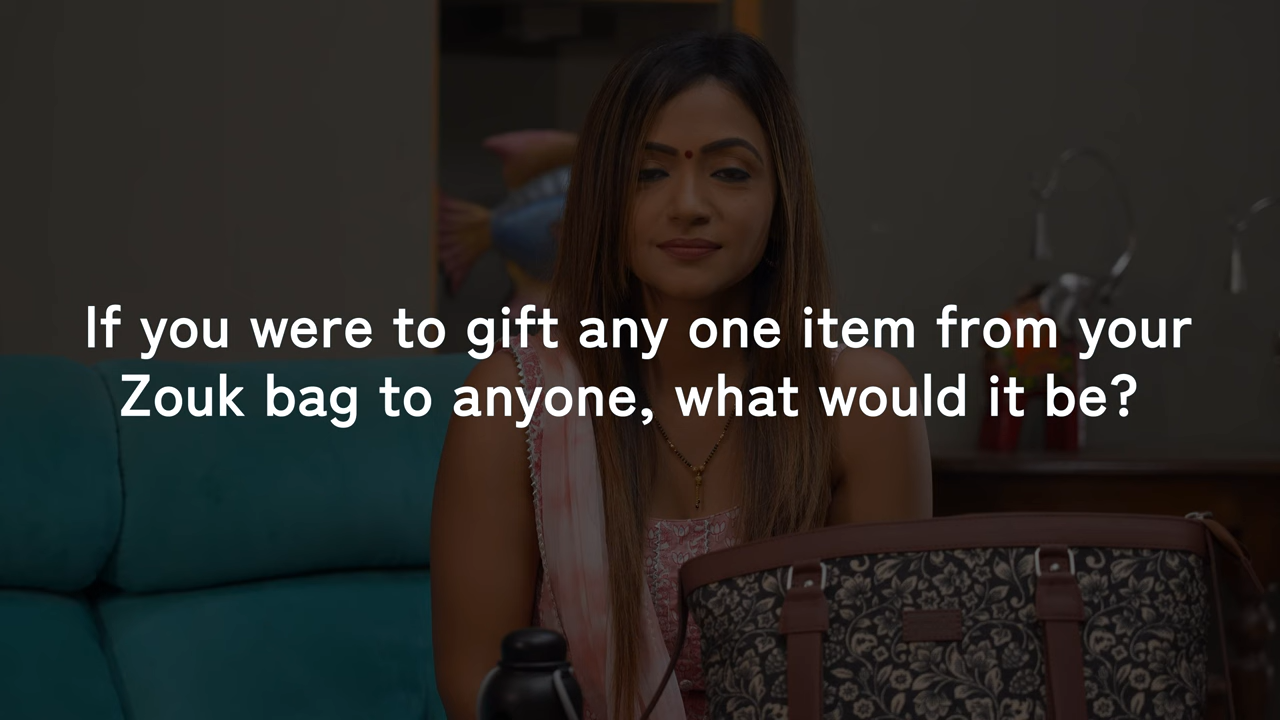 If you were to gift any one item from your
Zouk bag to anyone, what would it be?